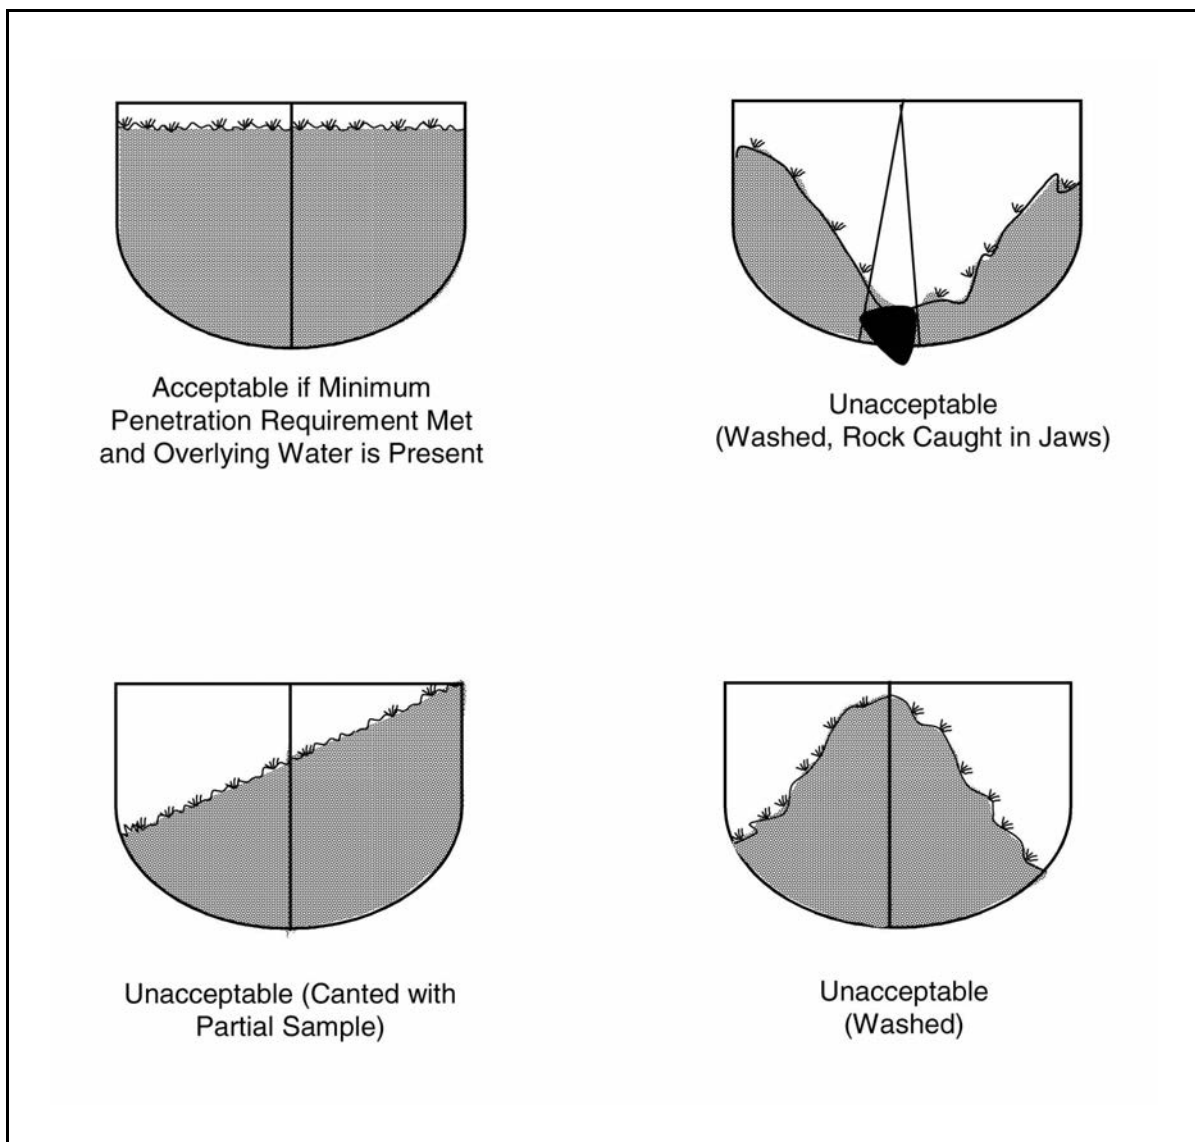 Acceptable if Minimum
Penetration Requirement Met
and Overlying Water is Present
Unacceptable
(Washed, Rock Caught in Jaws)
Unacceptable (Canted with
Partial Sample)
Unacceptable
(Washed)